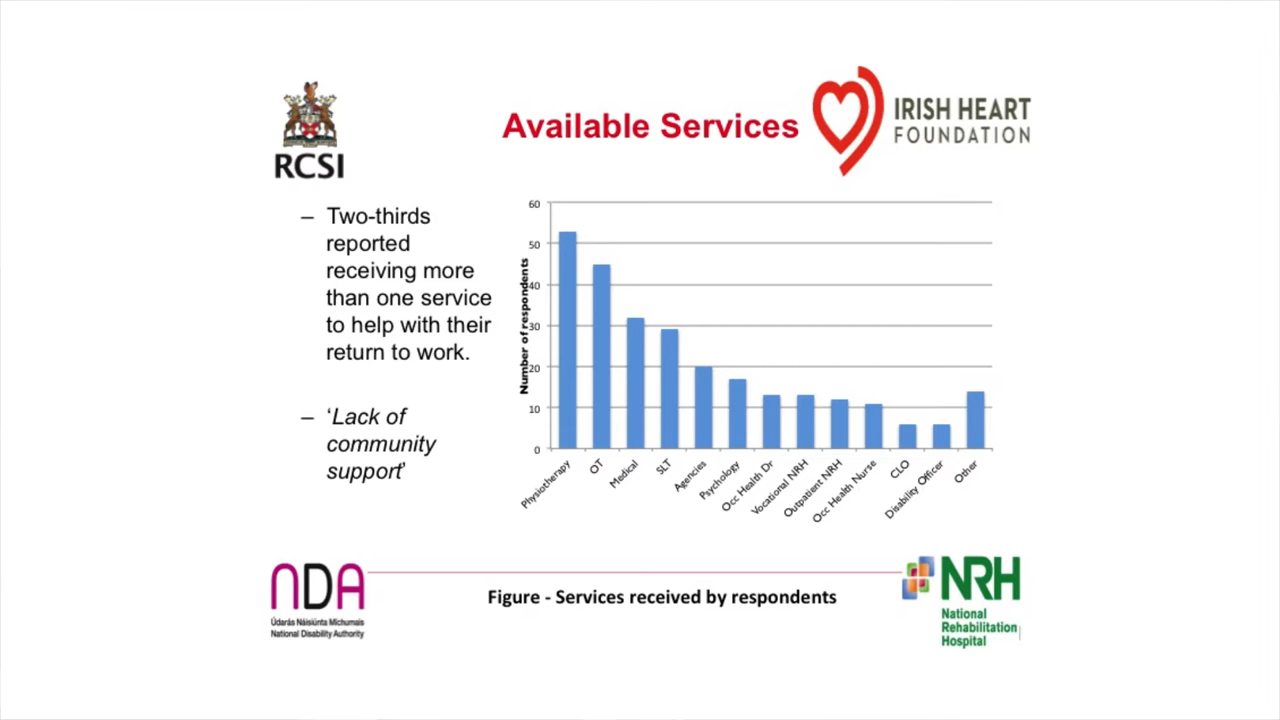 RCSI
Available Services
IRISH HEART
FOUNDATION
– Two-thirds
reported
receiving more
than one service
to help with their
return to work.
– ‘Lack of
community
support’
Number of respondents
60
50
40
30
20
10
0
Physiotherapy
OT
Medical
SLT
Agencies
Psychology
Occ Health Dr
Vocational NRH
Outpatient NRH
Occ Health Nurse
CLO
Disability Officer
Other
NDA
Údarás Náisiúnta Míchumais
National Disability Authority
Figure - Services received by respondents
NRH
National
Rehabilitation
Hospital